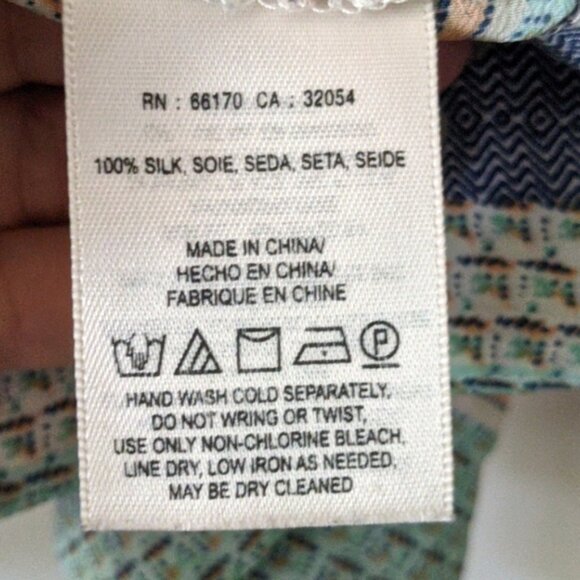 RN : 66170 CA : 32054
100% SILK, SOIE, SEDA, SETA, SEIDE
MADE IN CHINA/
HECHO EN CHINA/
FABRIQUE EN CHINE
P
HAND WASH COLD SEPARATELY,
DO NOT WRING OR TWIST,
USE ONLY NON-CHLORINE BLEACH,
LINE DRY, LOW IRON AS NEEDED,
MAY BE DRY CLEANED